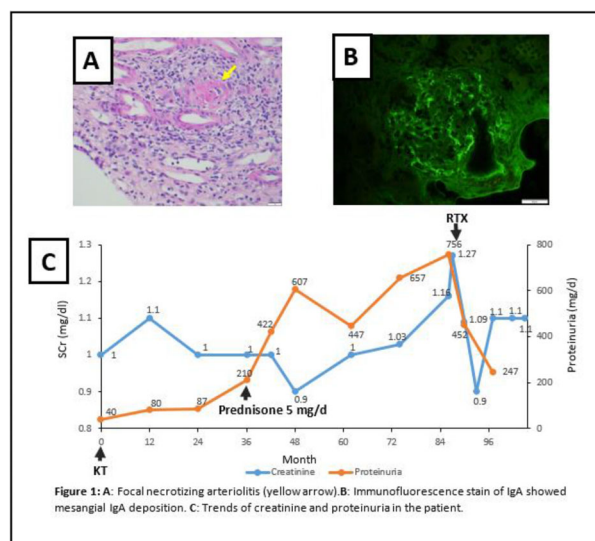 A
B
C
RTX
SCr (mg/dl)
1.3
1.2
1.1
1
0.9
0.8
800
600
400
200
0
Proteinuria (mg/d)
1
1.1
1
1
1
0.9
1
1.03
1.16
1.27
1.09
0.9
1.1
1.1
1.1
40
80
87
210
422
607
447
657
756
452
247
Prednisone 5 mg/d
0 12 24 36 48 60 72 84 96
KT
Month
Creatinine Proteinuria
Figure 1: A: Focal necrotizing arteriolitis (yellow arrow).B: Immunofluorescence stain of IgA showed
mesangial IgA deposition. C: Trends of creatinine and proteinuria in the patient.